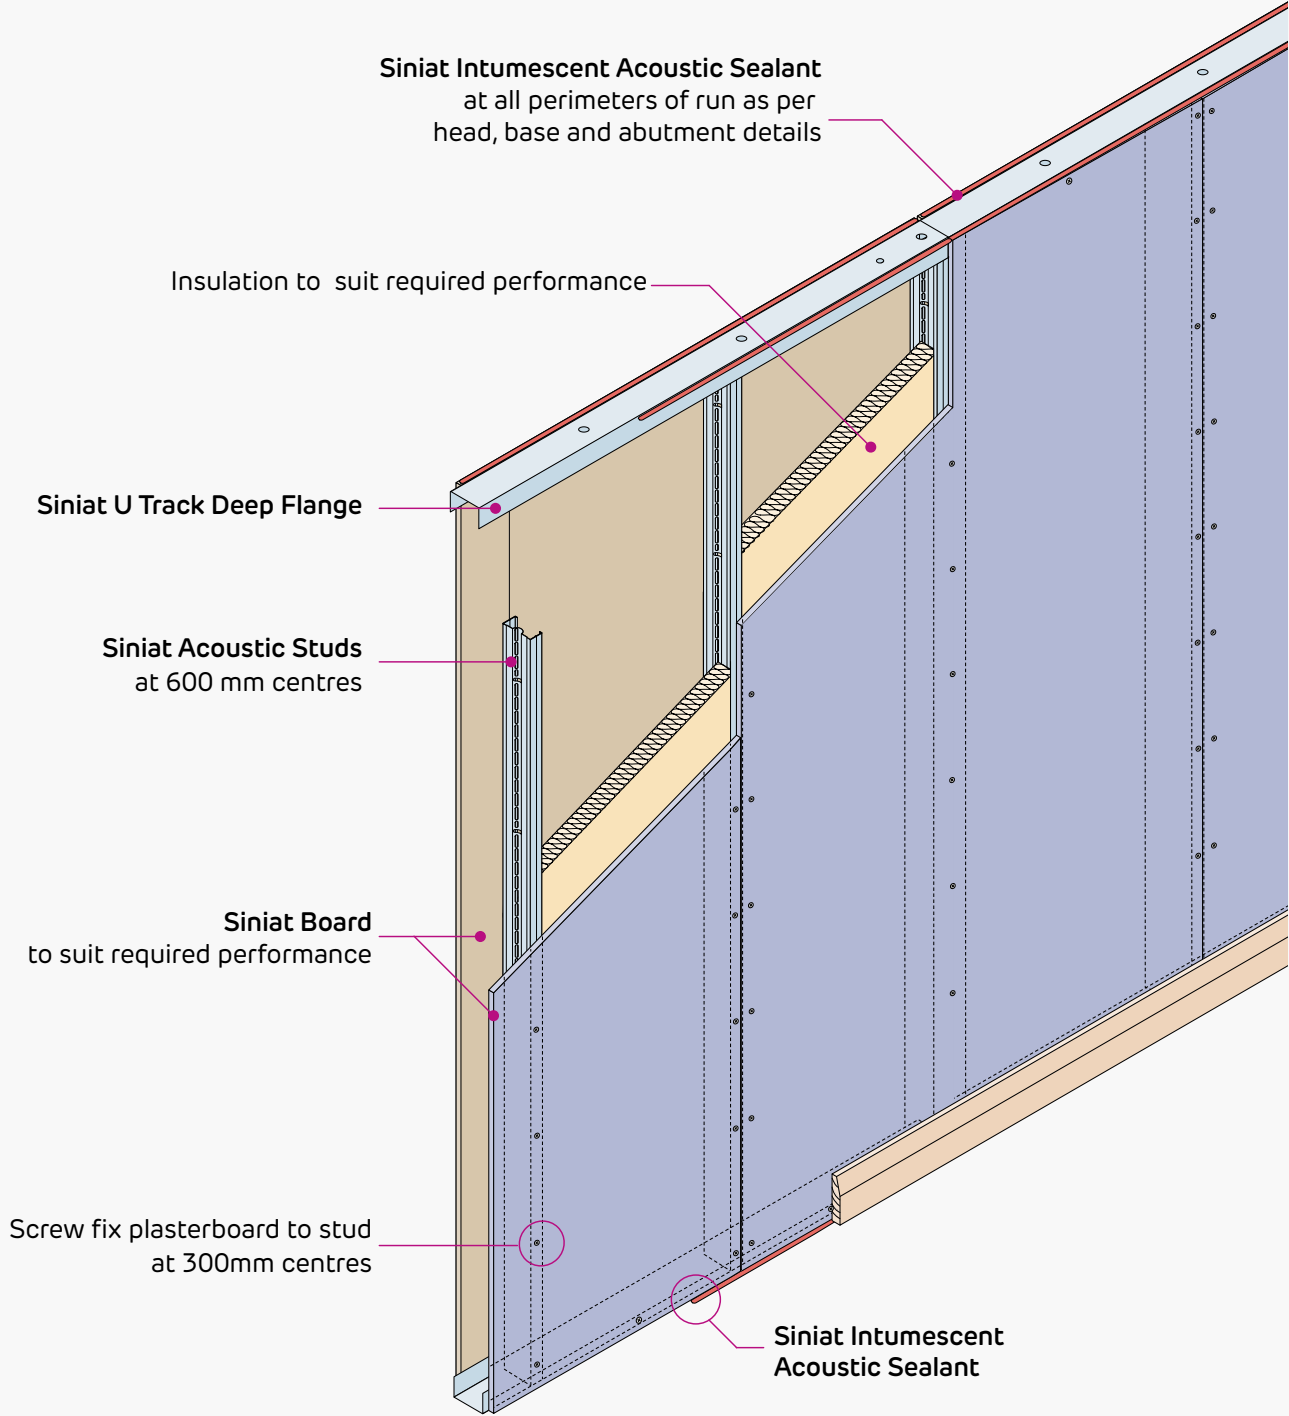 Siniat Intumescent Acoustic Sealant
at all perimeters of run as per
head, base and abutment details
Insulation to suit required performance
Siniat U Track Deep Flange
Siniat Acoustic Studs
at 600 mm centres
Siniat Board
to suit required performance
Screw fix plasterboard to stud
at 300mm centres
Siniat Intumescent
Acoustic Sealant